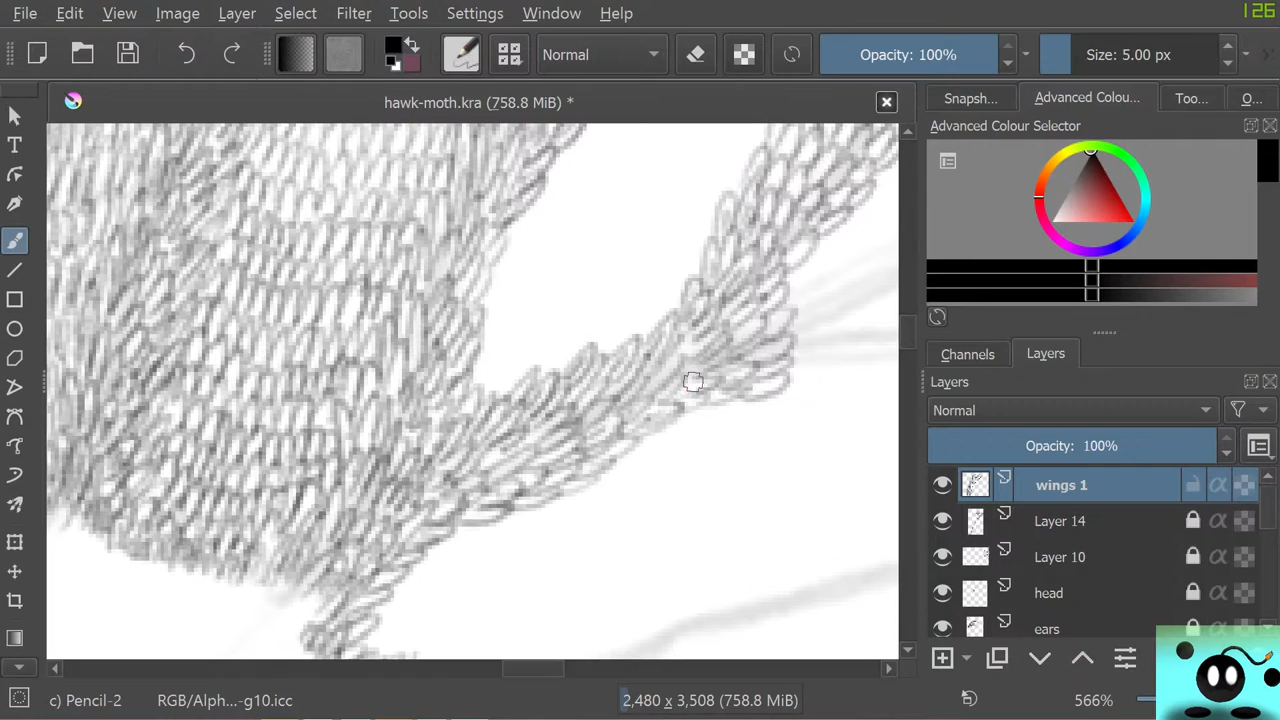 File Edit View Image Layer Select Filter Tools Settings Window Help 126
Normal Opacity: 100% Size: 5.00 px
hawk-moth.kra (758.8 MiB) *
Snapsh... Advanced Colou... Too... O...
Advanced Colour Selector
Channels Layers
Layers
Normal
Opacity: 100%
wings 1
Layer 14
Layer 10
head
ears
c) Pencil-2 RGB/Alph...-g10.icc 2,480 x 3,508 (758.8 MiB) 566%